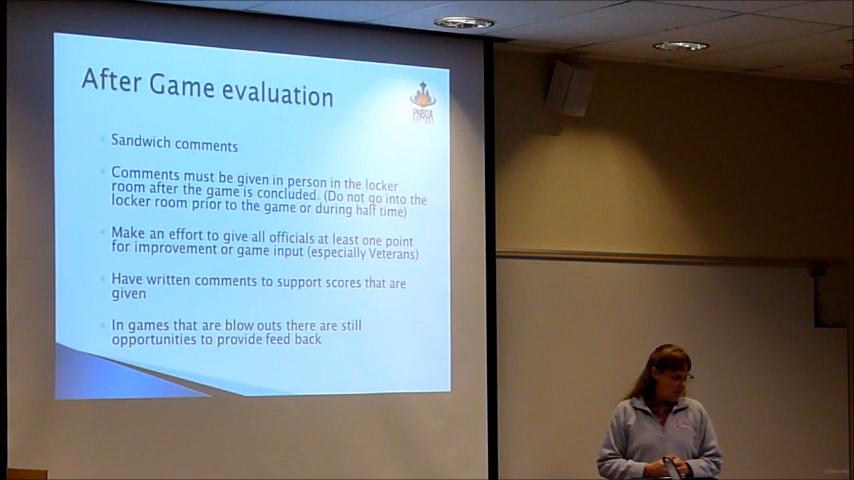 After Game evaluation
PNBOA
Sandwich comments
Comments must be given in person in the locker
room after the game is concluded. (Do not go into the
locker room prior to the game or during half time)
Make an effort to give all officials at least one point
for improvement or game input (especially Veterans)
Have written comments to support scores that are
given
In games that are blow outs there are still
opportunities to provide feed back